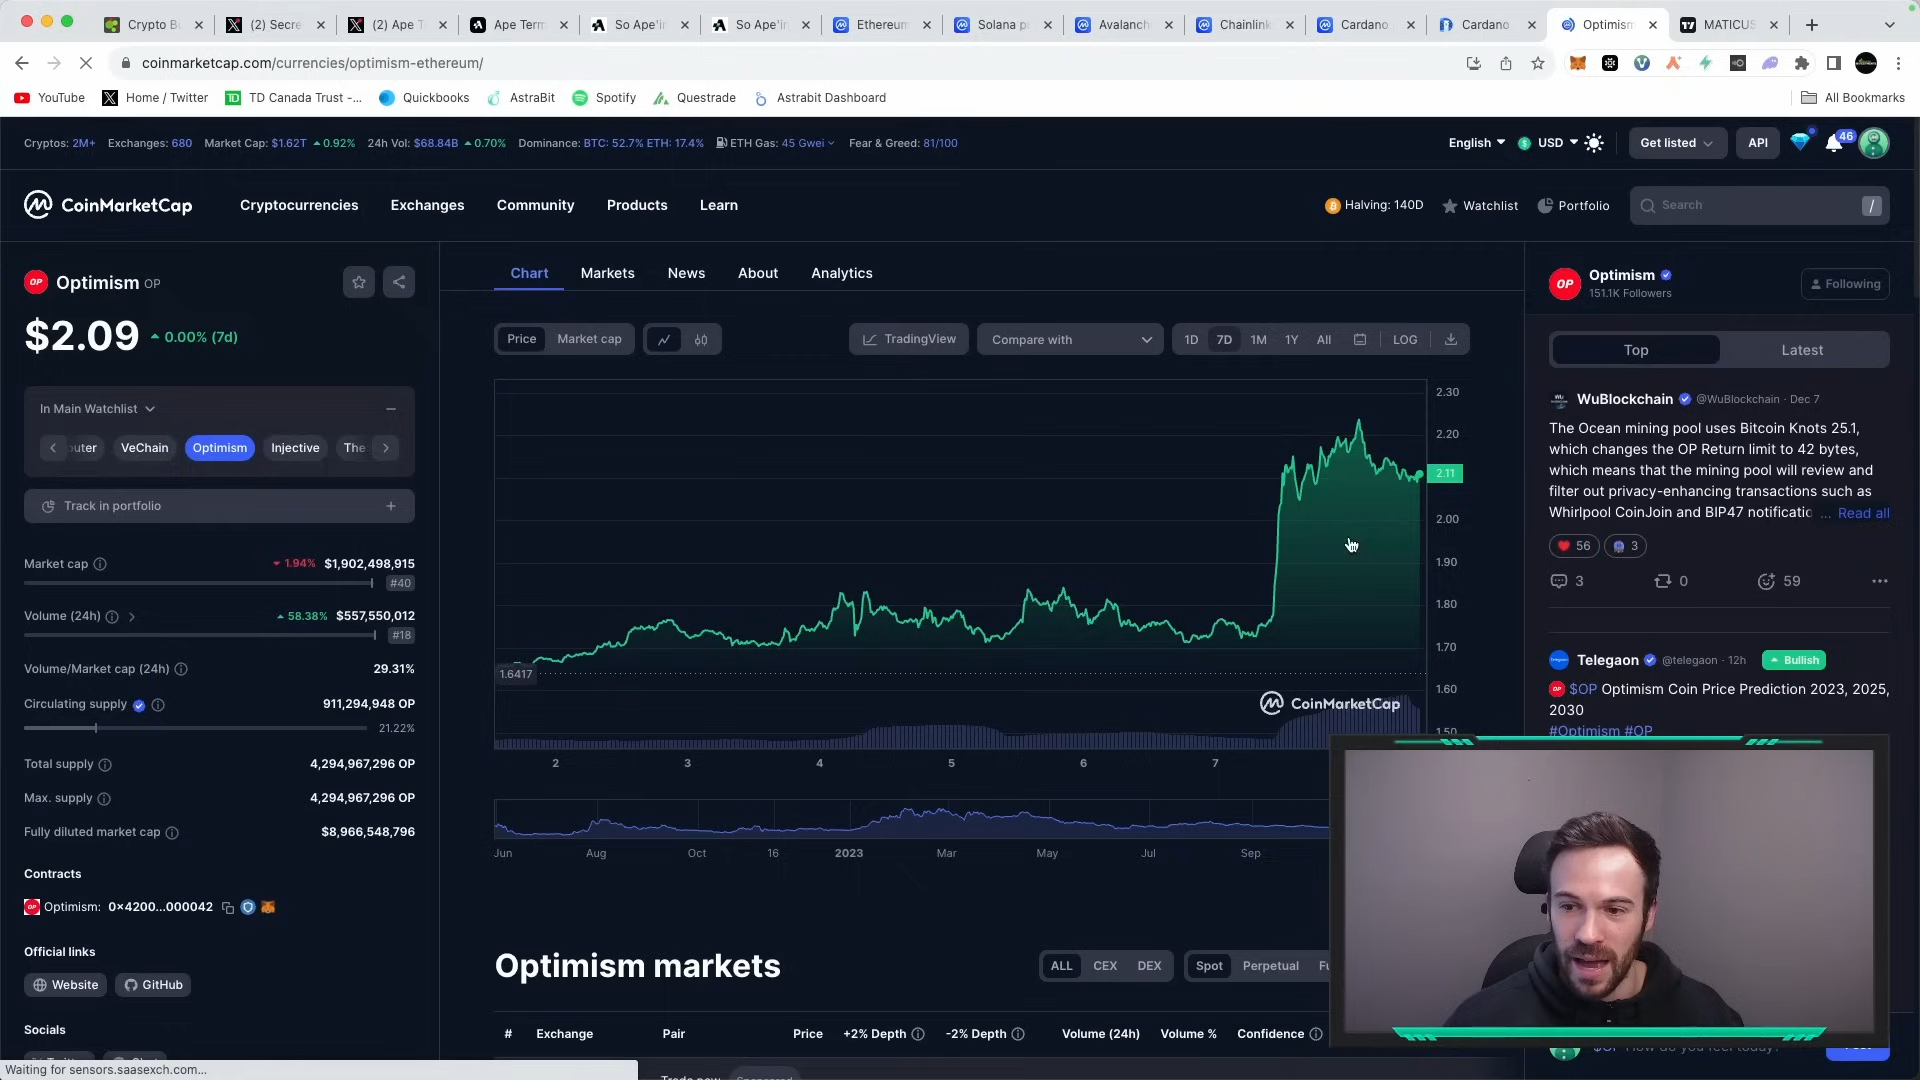 Crypto B
(2) Secre
(2) Ape T
Ape Term
So Ape'in
So Ape'in
Ethereum
Solana p
Avalanch
Chainlink
Cardano
Cardano
Optimism
MATICUS
coinmarketcap.com/currencies/optimism-ethereum/
YouTube
Home / Twitter
TD Canada Trust -...
Quickbooks
AstraBit
Spotify
Questrade
Astrabit Dashboard
All Bookmarks
Cryptos: 2M+ Exchanges: 680 Market Cap: $1.62T 0.92% 24h Vol: $68.84B 0.70% Dominance: BTC: 52.7% ETH: 17.4% ETH Gas: 45 Gwei Fear & Greed: 81/100
English
USD
Get listed
API
46
CoinMarketCap
Cryptocurrencies
Exchanges
Community
Products
Learn
Halving: 140D
Watchlist
Portfolio
Search
/
Optimism OP
$2.09 0.00% (7d)
In Main Watchlist
uter
VeChain
Optimism
Injective
The
Track in portfolio
Market cap 1.94% $1,902,498,915
#40
Volume (24h) 58.38% $557,550,012
#18
Volume/Market cap (24h) 29.31%
Circulating supply 911,294,948 OP
21.22%
Total supply 4,294,967,296 OP
Max. supply 4,294,967,296 OP
Fully diluted market cap $8,966,548,796
Contracts
Optimism: 0x4200...000042
Official links
Website
GitHub
Socials
Waiting for sensors.saasexch.com...
Chart
Markets
News
About
Analytics
Price
Market cap
TradingView
Compare with
1D
7D
1M
1Y
All
LOG
2.30
2.20
2.11
2.00
1.90
1.80
1.70
1.60
1.50
1.6417
CoinMarketCap
2
3
4
5
6
7
Jun
Aug
Oct
16
2023
Mar
May
Jul
Sep
Optimism markets
ALL
CEX
DEX
Spot
Perpetual
Fu
# Exchange Pair Price +2% Depth -2% Depth Volume (24h) Volume % Confidence
Optimism
151.1K Followers
Following
Top
Latest
WuBlockchain @WuBlockchain · Dec 7
The Ocean mining pool uses Bitcoin Knots 25.1,
which changes the OP Return limit to 42 bytes,
which means that the mining pool will review and
filter out privacy-enhancing transactions such as
Whirlpool CoinJoin and BIP47 notificatio ... Read all
56
3
3
0
59
Telegaon @telegaon · 12h
Bullish
$OP Optimism Coin Price Prediction 2023, 2025,
2030
#Optimism #OP